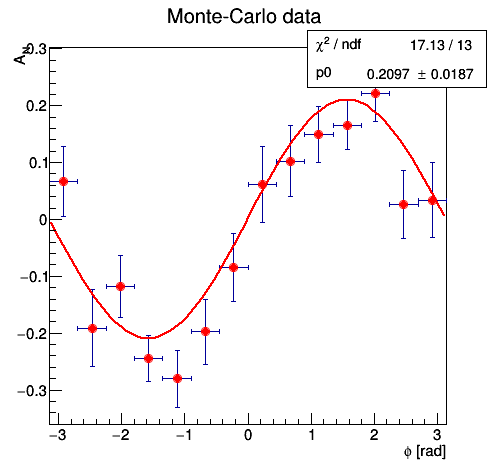 Monte-Carlo data
χ² / ndf 17.13 / 13
p0 0.2097 ± 0.0187
A_N
0.3
0.2
0.1
0
−0.1
−0.2
−0.3
−3 −2 −1 0 1 2 3
ϕ [rad]